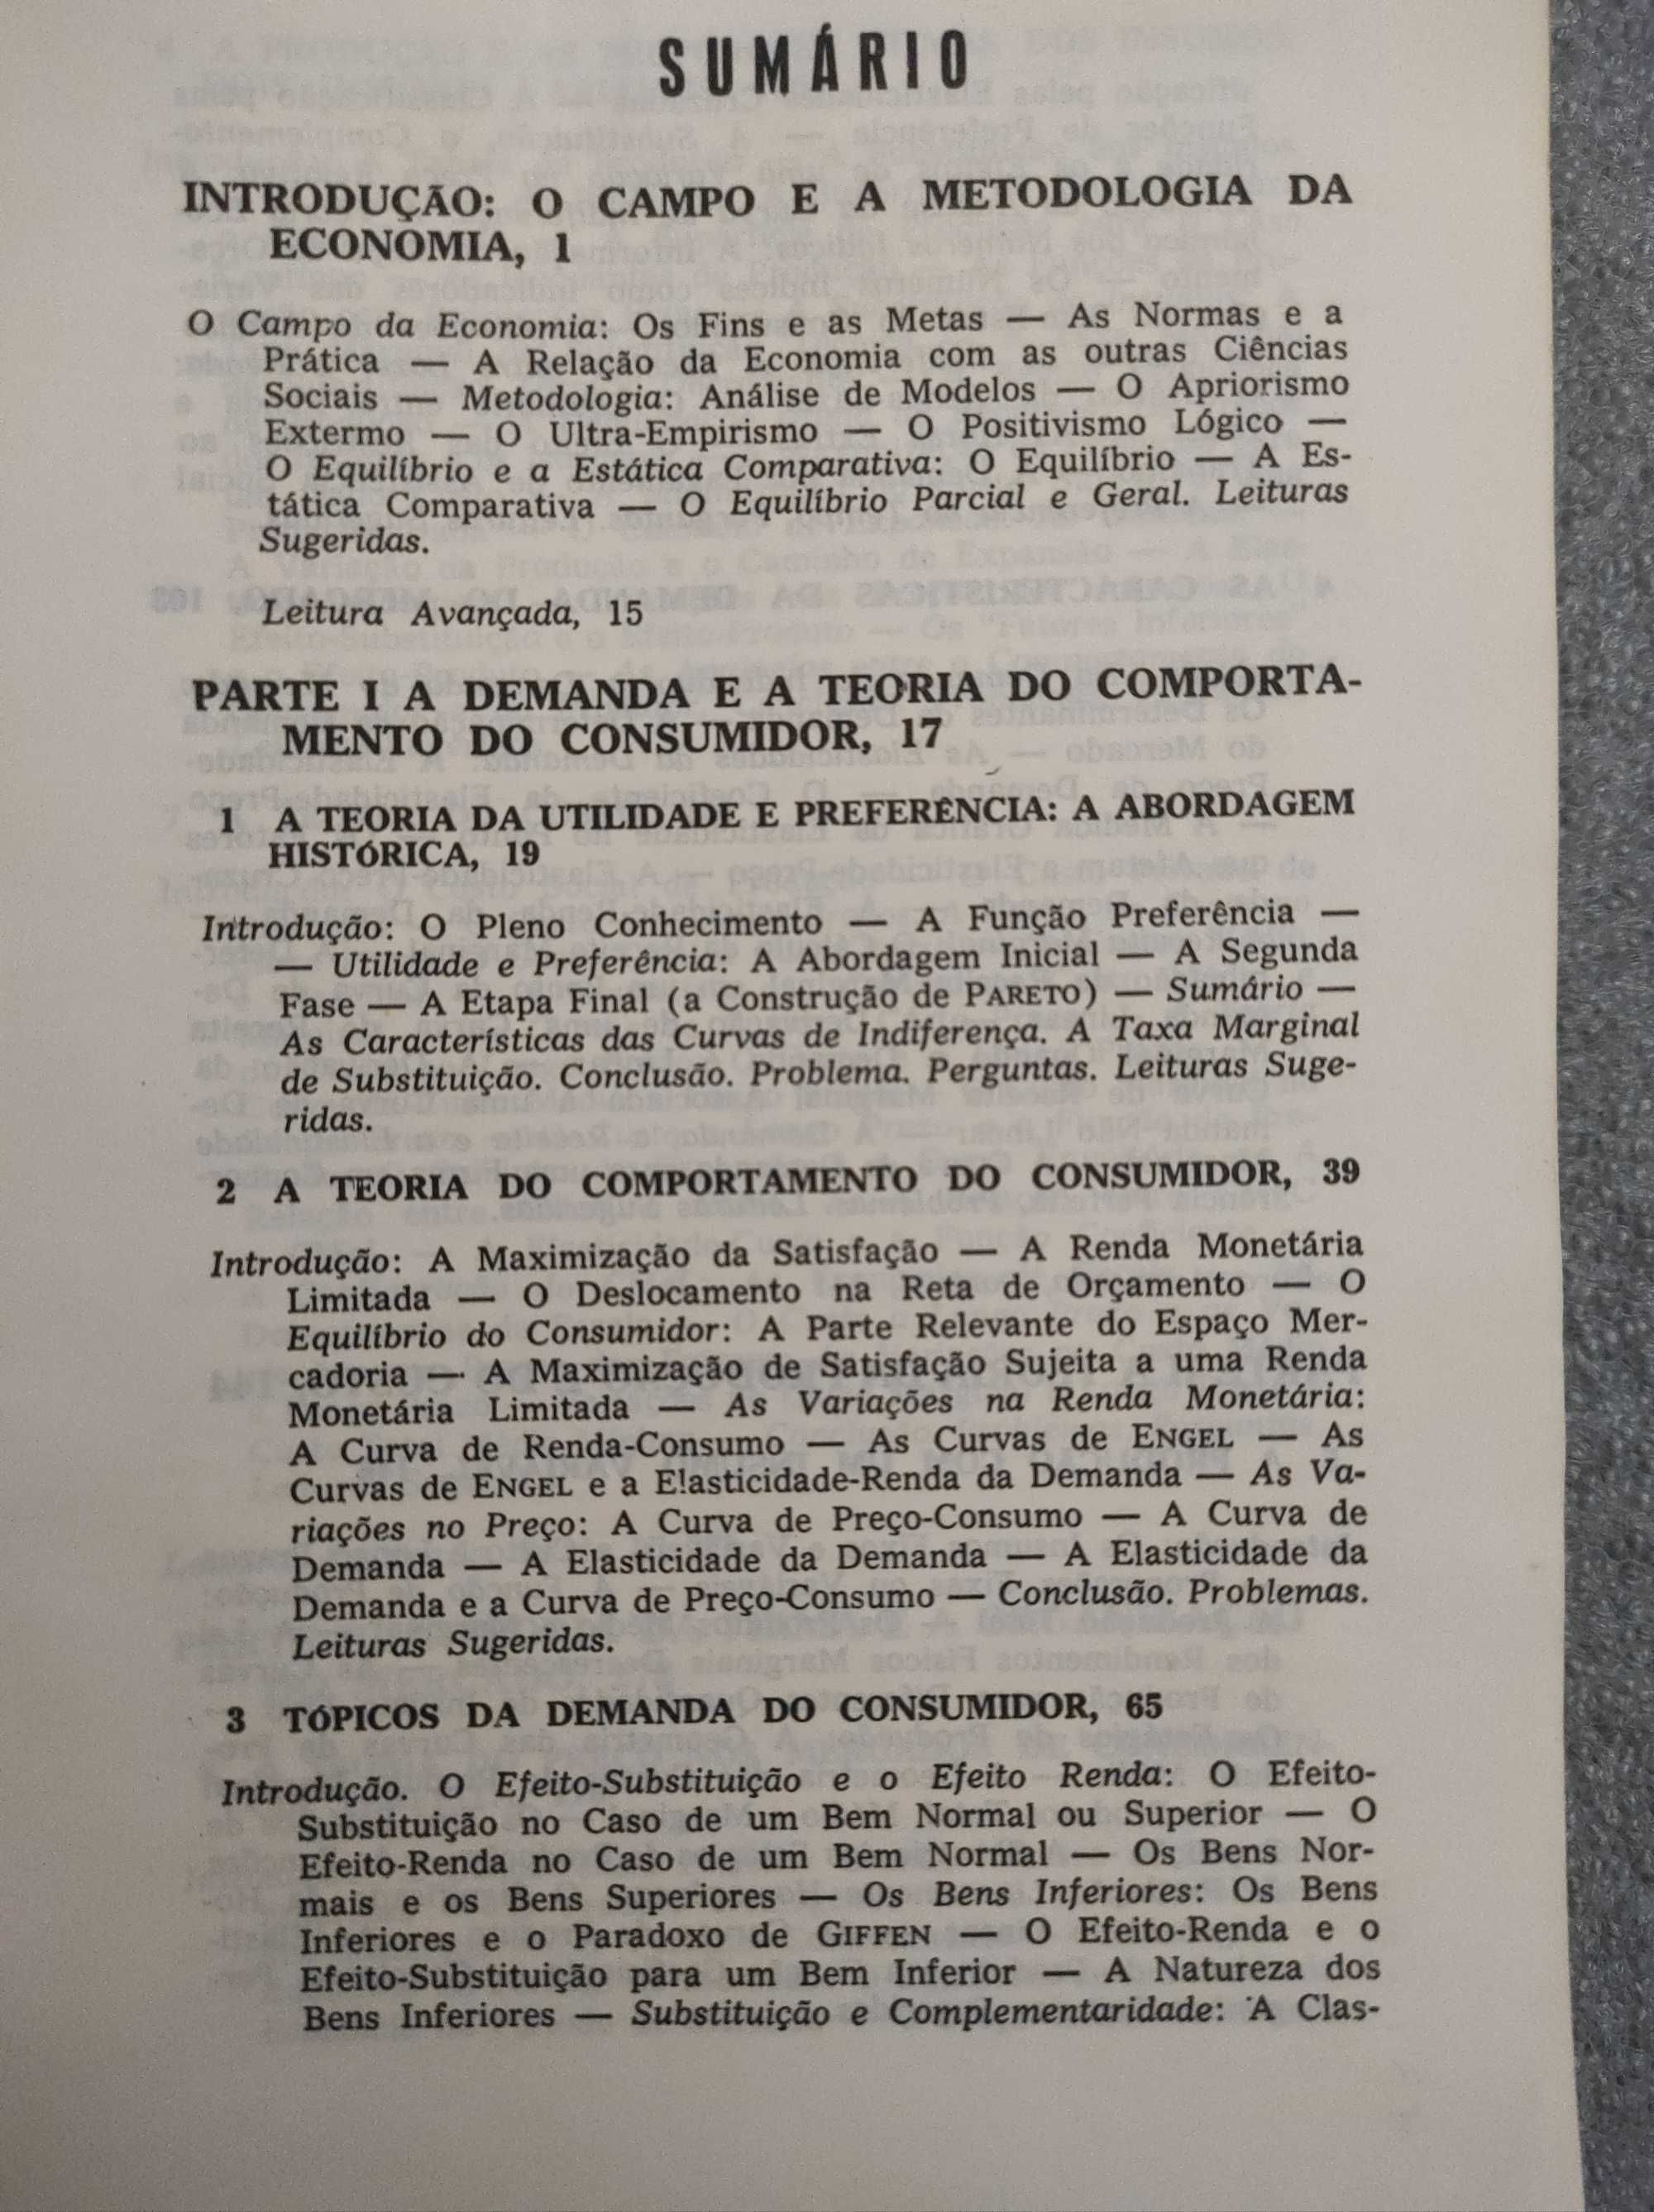 SUMÁRIO
INTRODUÇÃO: O CAMPO E A METODOLOGIA DA
ECONOMIA, 1
O Campo da Economia: Os Fins e as Metas — As Normas e a
Prática — A Relação da Economia com as outras Ciências
Sociais — Metodologia: Análise de Modelos — O Apriorismo
Extermo — O Ultra-Empirismo — O Positivismo Lógico —
O Equilíbrio e a Estática Comparativa: O Equilíbrio — A Es-
tática Comparativa — O Equilíbrio Parcial e Geral. Leituras
Sugeridas.
Leitura Avançada, 15
PARTE I A DEMANDA E A TEORIA DO COMPORTA-
MENTO DO CONSUMIDOR, 17
1 A TEORIA DA UTILIDADE E PREFERÊNCIA: A ABORDAGEM
HISTÓRICA, 19
Introdução: O Pleno Conhecimento — A Função Preferência —
— Utilidade e Preferência: A Abordagem Inicial — A Segunda
Fase — A Etapa Final (a Construção de PARETO) — Sumário —
As Características das Curvas de Indiferença. A Taxa Marginal
de Substituição. Conclusão. Problema. Perguntas. Leituras Suge-
ridas.
2 A TEORIA DO COMPORTAMENTO DO CONSUMIDOR, 39
Introdução: A Maximização da Satisfação — A Renda Monetária
Limitada — O Deslocamento na Reta de Orçamento — O
Equilíbrio do Consumidor: A Parte Relevante do Espaço Mer-
cadoria — A Maximização de Satisfação Sujeita a uma Renda
Monetária Limitada — As Variações na Renda Monetária:
A Curva de Renda-Consumo — As Curvas de ENGEL — As
Curvas de ENGEL e a E!asticidade-Renda da Demanda — As Va-
riações no Preço: A Curva de Preço-Consumo — A Curva de
Demanda — A Elasticidade da Demanda — A Elasticidade da
Demanda e a Curva de Preço-Consumo — Conclusão. Problemas.
Leituras Sugeridas.
3 TÓPICOS DA DEMANDA DO CONSUMIDOR, 65
Introdução. O Efeito-Substituição e o Efeito Renda: O Efeito-
Substituição no Caso de um Bem Normal ou Superior — O
Efeito-Renda no Caso de um Bem Normal — Os Bens Nor-
mais e os Bens Superiores — Os Bens Inferiores: Os Bens
Inferiores e o Paradoxo de GIFFEN — O Efeito-Renda e o
Efeito-Substituição para um Bem Inferior — A Natureza dos
Bens Inferiores — Substituição e Complementaridade: A Clas-